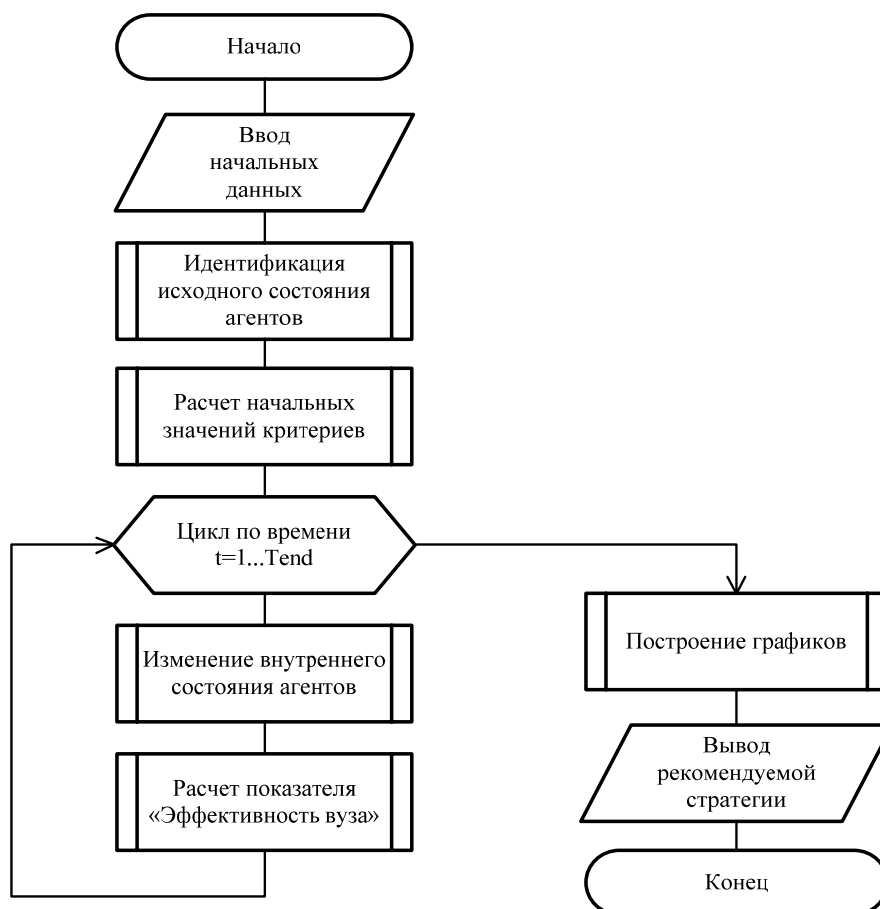 Начало
Ввод
начальных
данных
Идентификация
исходного состояния
агентов
Расчет начальных
значений критериев
Цикл по времени
t=1...Tend
Изменение внутреннего
состояния агентов
Расчет показателя
«Эффективность вуза»
Построение графиков
Вывод
рекомендуемой
стратегии
Конец